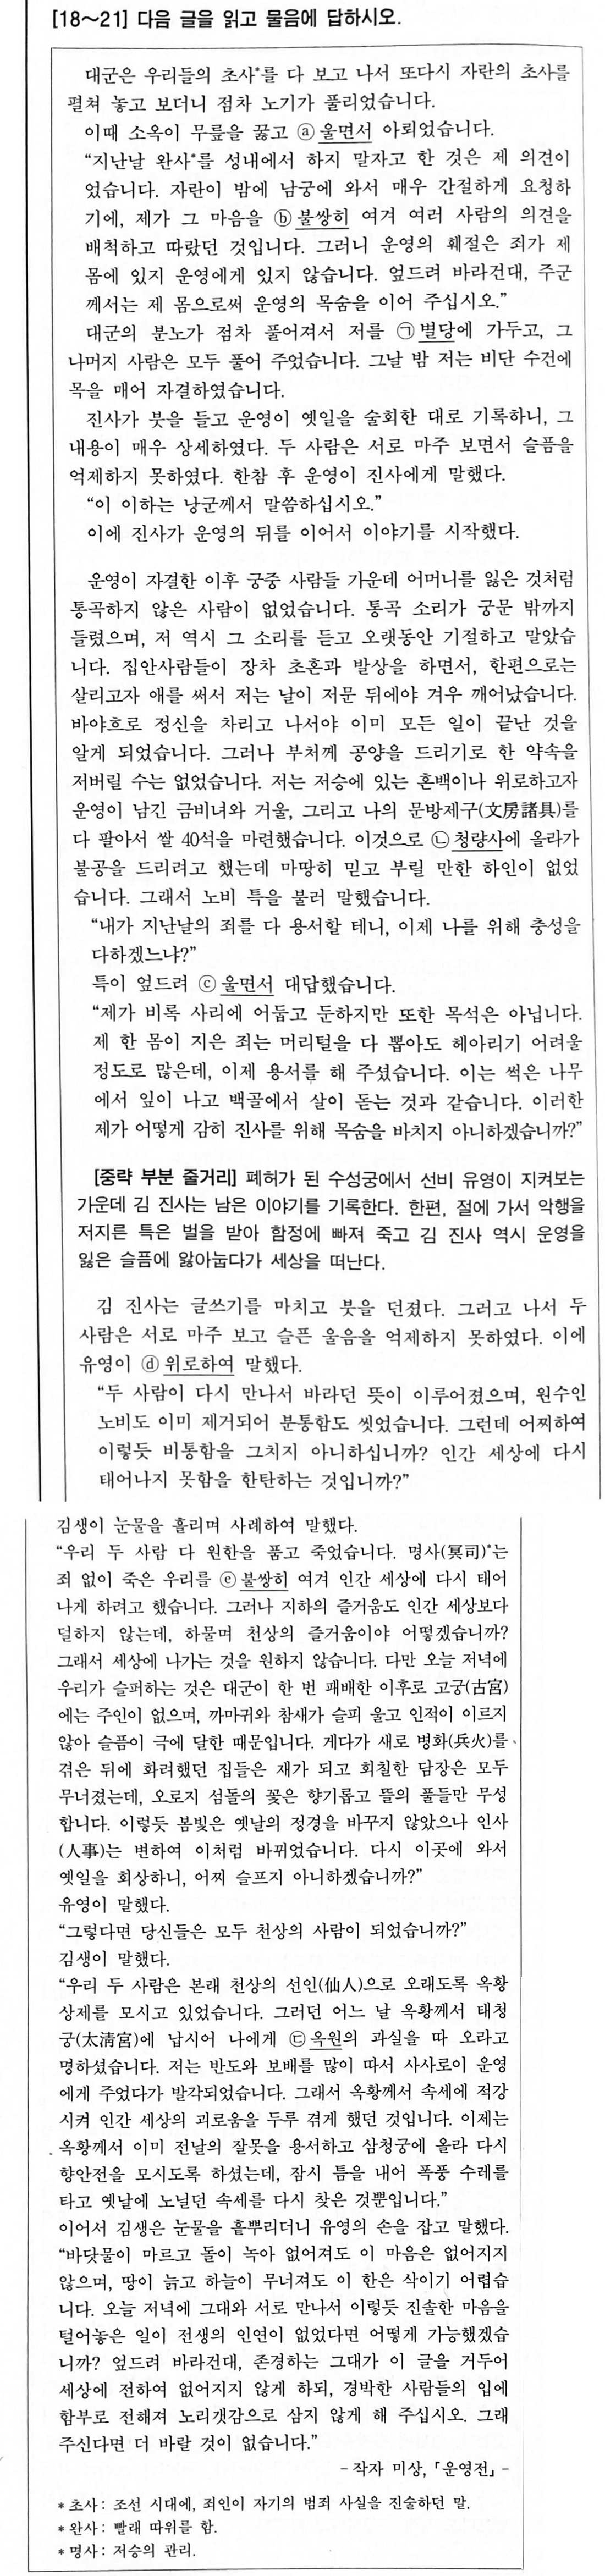 [18～21] 다음 글을 읽고 물음에 답하시오.
대군은 우리들의 초사*를 다 보고 나서 또다시 자란의 초사를
펼쳐 놓고 보더니 점차 노기가 풀리었습니다.
이때 소옥이 무릎을 꿇고 ⓐ울면서 아뢰었습니다.
“지난날 완사*를 성내에서 하지 말자고 한 것은 제 의견이
었습니다. 자란이 밤에 남궁에 와서 매우 간절하게 요청하
기에, 제가 그 마음을 ⓑ불쌍히 여겨 여러 사람의 의견을
배척하고 따랐던 것입니다. 그러니 운영의 훼절은 죄가 제
몸에 있지 운영에게 있지 않습니다. 엎드려 바라건대, 주군
께서는 제 몸으로써 운영의 목숨을 이어 주십시오.”
대군의 분노가 점차 풀어져서 저를 ㉠별당에 가두고, 그
나머지 사람은 모두 풀어 주었습니다. 그날 밤 저는 비단 수건에
목을 매어 자결하였습니다.
진사가 붓을 들고 운영이 옛일을 술회한 대로 기록하니, 그
내용이 매우 상세하였다. 두 사람은 서로 마주 보면서 슬픔을
억제하지 못하였다. 한참 후 운영이 진사에게 말했다.
“이 이하는 낭군께서 말씀하십시오.”
이에 진사가 운영의 뒤를 이어서 이야기를 시작했다.
운영이 자결한 이후 궁중 사람들 가운데 어머니를 잃은 것처럼
통곡하지 않은 사람이 없었습니다. 통곡 소리가 궁문 밖까지
들렸으며, 저 역시 그 소리를 듣고 오랫동안 기절하고 말았습
니다. 집안사람들이 장차 초혼과 발상을 하면서, 한편으로는
살리고자 애를 써서 저는 날이 저문 뒤에야 겨우 깨어났습니다.
바야흐로 정신을 차리고 나서야 이미 모든 일이 끝난 것을
알게 되었습니다. 그러나 부처께 공양을 드리기로 한 약속을
저버릴 수는 없었습니다. 저는 저승에 있는 혼백이나 위로하고자
운영이 남긴 금비녀와 거울, 그리고 나의 문방제구(文房諸具)를
다 팔아서 쌀 40석을 마련했습니다. 이것으로 ㉡청량사에 올라가
불공을 드리려고 했는데 마땅히 믿고 부릴 만한 하인이 없었
습니다. 그래서 노비 특을 불러 말했습니다.
“내가 지난날의 죄를 다 용서할 테니, 이제 나를 위해 충성을
다하겠느냐?”
특이 엎드려 ⓒ울면서 대답했습니다.
“제가 비록 사리에 어둡고 둔하지만 또한 목석은 아닙니다.
제 한 몸이 지은 죄는 머리털을 다 뽑아도 헤아리기 어려울
정도로 많은데, 이제 용서를 해 주셨습니다. 이는 썩은 나무
에서 잎이 나고 백골에서 살이 돋는 것과 같습니다. 이러한
제가 어떻게 감히 진사를 위해 목숨을 바치지 아니하겠습니까?”
[중략 부분 줄거리] 폐허가 된 수성궁에서 선비 유영이 지켜보는
가운데 김 진사는 남은 이야기를 기록한다. 한편, 절에 가서 악행을
저지른 특은 벌을 받아 함정에 빠져 죽고 김 진사 역시 운영을
잃은 슬픔에 앓아눕다가 세상을 떠난다.
김 진사는 글쓰기를 마치고 붓을 던졌다. 그러고 나서 두
사람은 서로 마주 보고 슬픈 울음을 억제하지 못하였다. 이에
유영이 ⓓ위로하여 말했다.
“두 사람이 다시 만나서 바라던 뜻이 이루어졌으며, 원수인
노비도 이미 제거되어 분통함도 씻었습니다. 그런데 어찌하여
이렇듯 비통함을 그치지 아니하십니까? 인간 세상에 다시
태어나지 못함을 한탄하는 것입니까?”
김생이 눈물을 흘리며 사례하여 말했다.
“우리 두 사람 다 원한을 품고 죽었습니다. 명사(冥司)*는
죄 없이 죽은 우리를 ⓔ불쌍히 여겨 인간 세상에 다시 태어
나게 하려고 했습니다. 그러나 지하의 즐거움도 인간 세상보다
덜하지 않는데, 하물며 천상의 즐거움이야 어떻겠습니까?
그래서 세상에 나가는 것을 원하지 않습니다. 다만 오늘 저녁에
우리가 슬퍼하는 것은 대군이 한 번 패배한 이후로 고궁(古宮)
에는 주인이 없으며, 까마귀와 참새가 슬피 울고 인적이 이르지
않아 슬픔이 극에 달한 때문입니다. 게다가 새로 병화(兵火)를
겪은 뒤에 화려했던 집들은 재가 되고 회칠한 담장은 모두
무너졌는데, 오로지 섬돌의 꽃은 향기롭고 뜰의 풀들만 무성
합니다. 이렇듯 봄빛은 옛날의 정경을 바꾸지 않았으나 인사
(人事)는 변하여 이처럼 바뀌었습니다. 다시 이곳에 와서
옛일을 회상하니, 어찌 슬프지 아니하겠습니까?”
유영이 말했다.
“그렇다면 당신들은 모두 천상의 사람이 되었습니까?”
김생이 말했다.
“우리 두 사람은 본래 천상의 선인(仙人)으로 오래도록 옥황
상제를 모시고 있었습니다. 그러던 어느 날 옥황께서 태청
궁(太淸宮)에 납시어 나에게 ㉢옥원의 과실을 따 오라고
명하셨습니다. 저는 반도와 보배를 많이 따서 사사로이 운영
에게 주었다가 발각되었습니다. 그래서 옥황께서 속세에 적강
시켜 인간 세상의 괴로움을 두루 겪게 했던 것입니다. 이제는
옥황께서 이미 전날의 잘못을 용서하고 삼청궁에 올라 다시
향안전을 모시도록 하셨는데, 잠시 틈을 내어 폭풍 수레를
타고 옛날에 노닐던 속세를 다시 찾은 것뿐입니다.”
이어서 김생은 눈물을 흩뿌리더니 유영의 손을 잡고 말했다.
“바닷물이 마르고 돌이 녹아 없어져도 이 마음은 없어지지
않으며, 땅이 늙고 하늘이 무너져도 이 한은 삭이기 어렵습
니다. 오늘 저녁에 그대와 서로 만나서 이렇듯 진솔한 마음을
털어놓은 일이 전생의 인연이 없었다면 어떻게 가능했겠습
니까? 엎드려 바라건대, 존경하는 그대가 이 글을 거두어
세상에 전하여 없어지지 않게 하되, 경박한 사람들의 입에
함부로 전해져 노리갯감으로 삼지 않게 해 주십시오. 그래
주신다면 더 바랄 것이 없습니다.”
- 작자 미상, 「운영전」 -
* 초사: 조선 시대에, 죄인이 자기의 범죄 사실을 진술하던 말.
* 완사: 빨래 따위를 함.
* 명사: 저승의 관리.